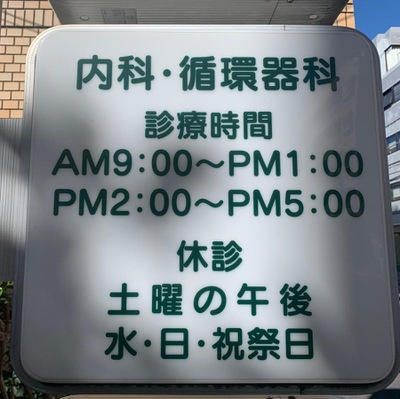 内科・循環器科
診療時間
AM9:00～PM1:00
PM2:00～PM5:00
休診
土曜の午後
水・日・祝祭日